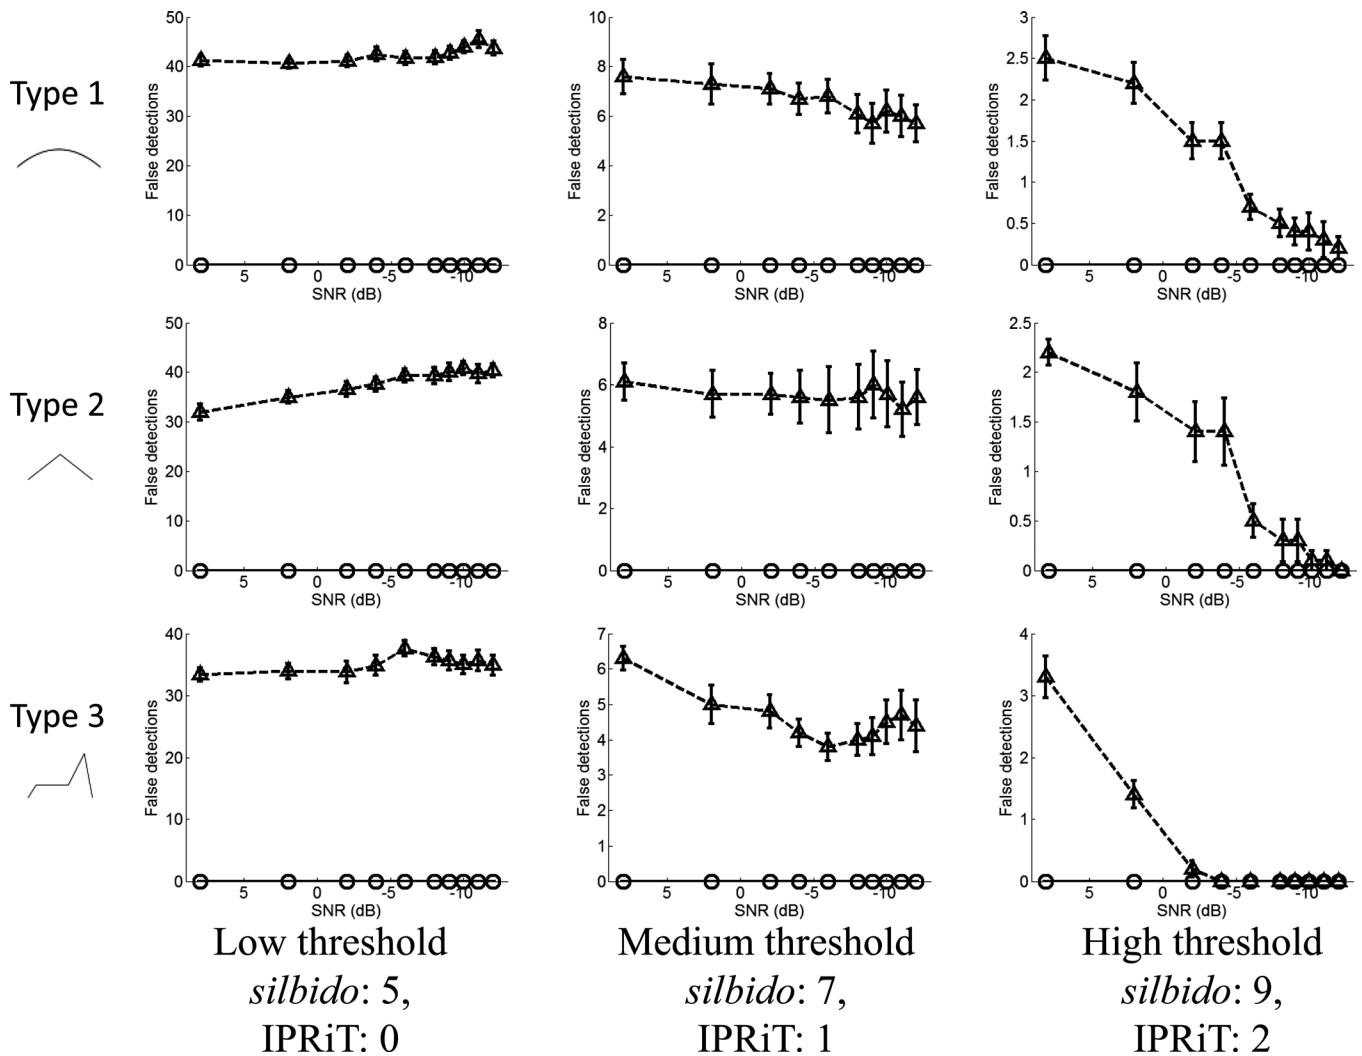 Type 1
False detections
50
40
30
20
10
0
5 0 -5 -10
SNR (dB)
False detections
10
8
6
4
2
0
5 0 -5 -10
SNR (dB)
False detections
3
2.5
2
1.5
1
0.5
0
5 0 -5 -10
SNR (dB)
Type 2
False detections
50
40
30
20
10
0
5 0 -5 -10
SNR (dB)
False detections
8
6
4
2
0
5 0 -5 -10
SNR (dB)
False detections
2.5
2
1.5
1
0.5
0
5 0 -5 -10
SNR (dB)
Type 3
False detections
40
30
20
10
0
5 0 -5 -10
SNR (dB)
False detections
7
6
5
4
3
2
1
0
5 0 -5 -10
SNR (dB)
False detections
4
3
2
1
0
5 0 -5 -10
SNR (dB)
Low threshold
silbido: 5,
IPRiT: 0
Medium threshold
silbido: 7,
IPRiT: 1
High threshold
silbido: 9,
IPRiT: 2